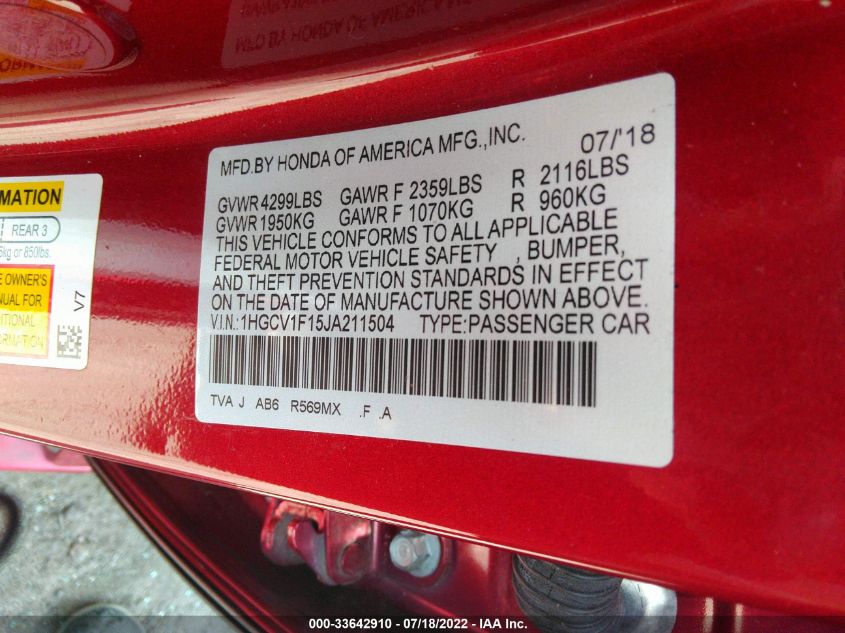 MFD.BY HONDA OF AMERICA MFG.,INC. 07/'18
GVWR 4299LBS GAWR F 2359LBS R 2116LBS
GVWR 1950KG GAWR F 1070KG R 960KG
THIS VEHICLE CONFORMS TO ALL APPLICABLE
FEDERAL MOTOR VEHICLE SAFETY , BUMPER,
AND THEFT PREVENTION STANDARDS IN EFFECT
ON THE DATE OF MANUFACTURE SHOWN ABOVE.
V.I.N.: 1HGCV1F15JA211504 TYPE:PASSENGER CAR
TVA J AB6 R569MX .F .A
MATION
REAR 3
kg or 850lbs.
OWNER'S
FOR
V7
000-33642910 - 07/18/2022 - IAA Inc.